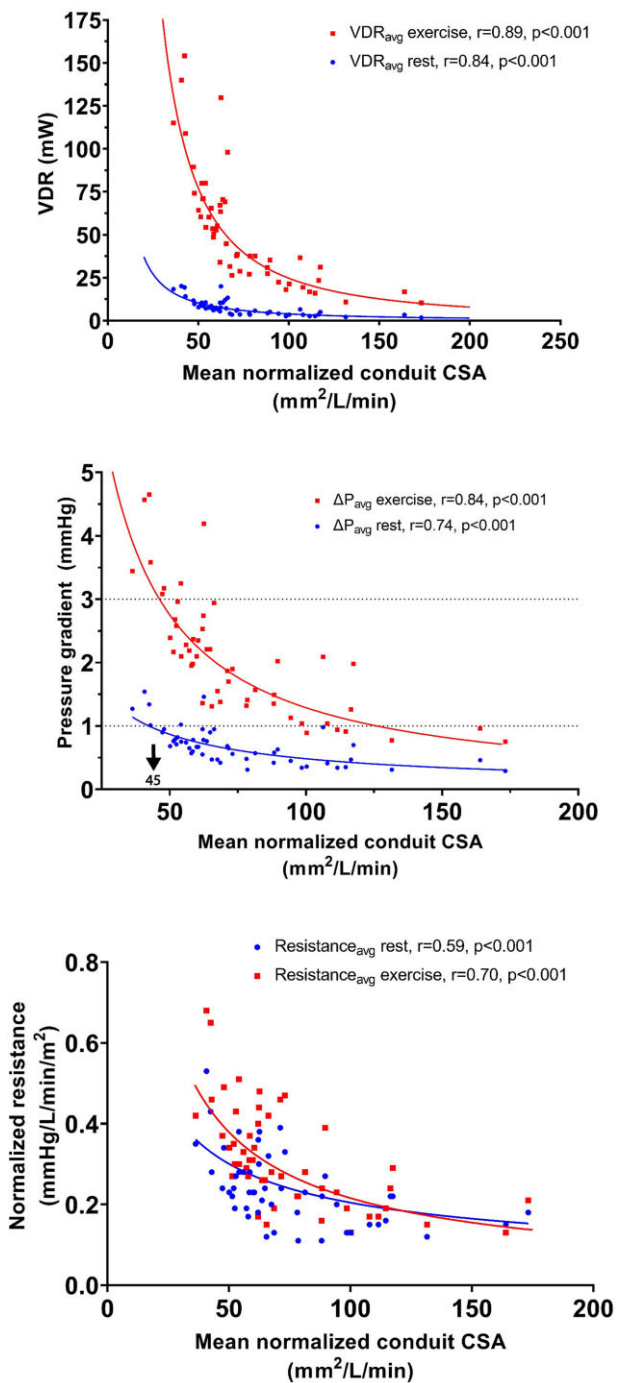 VDRavg exercise, r=0.89, p<0.001
VDRavg rest, r=0.84, p<0.001
VDR (mW)
175
150
125
100
75
50
25
0
0 50 100 150 200 250
Mean normalized conduit CSA
(mm²/L/min)
ΔPavg exercise, r=0.84, p<0.001
ΔPavg rest, r=0.74, p<0.001
Pressure gradient (mmHg)
5
4
3
2
1
0
45
50 100 150 200
Mean normalized conduit CSA
(mm²/L/min)
Resistanceavg rest, r=0.59, p<0.001
Resistanceavg exercise, r=0.70, p<0.001
Normalized resistance
(mmHg/L/min/m²)
0.8
0.6
0.4
0.2
0.0
0 50 100 150 200
Mean normalized conduit CSA
(mm²/L/min)